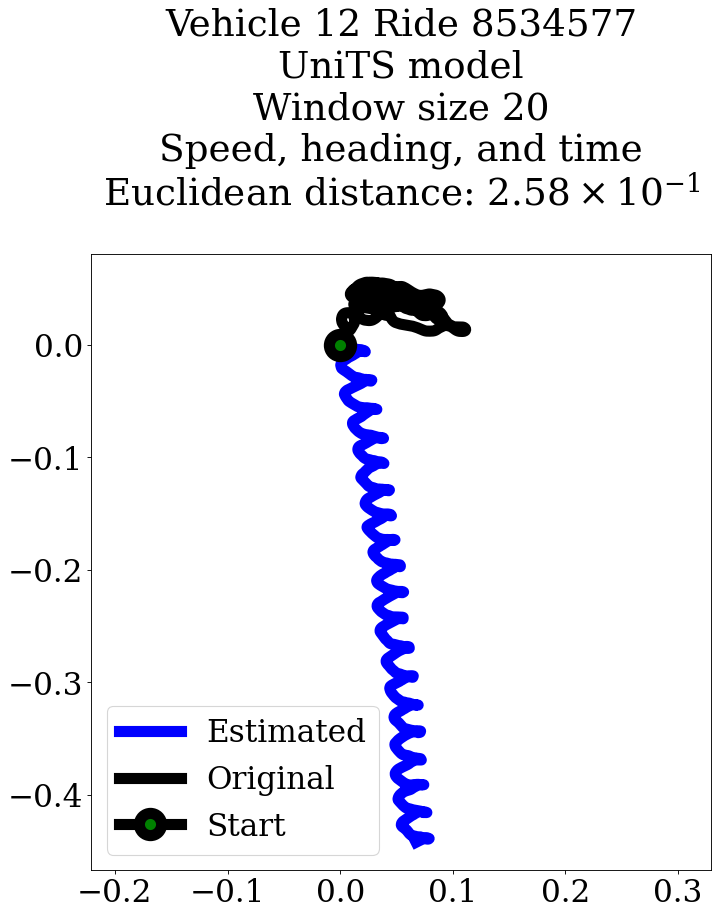 Vehicle 12 Ride 8534577
UniTS model
Window size 20
Speed, heading, and time
Euclidean distance: 2.58 × 10⁻¹
0.0
−0.1
−0.2
−0.3
−0.4
Estimated
Original
Start
−0.2 −0.1 0.0 0.1 0.2 0.3